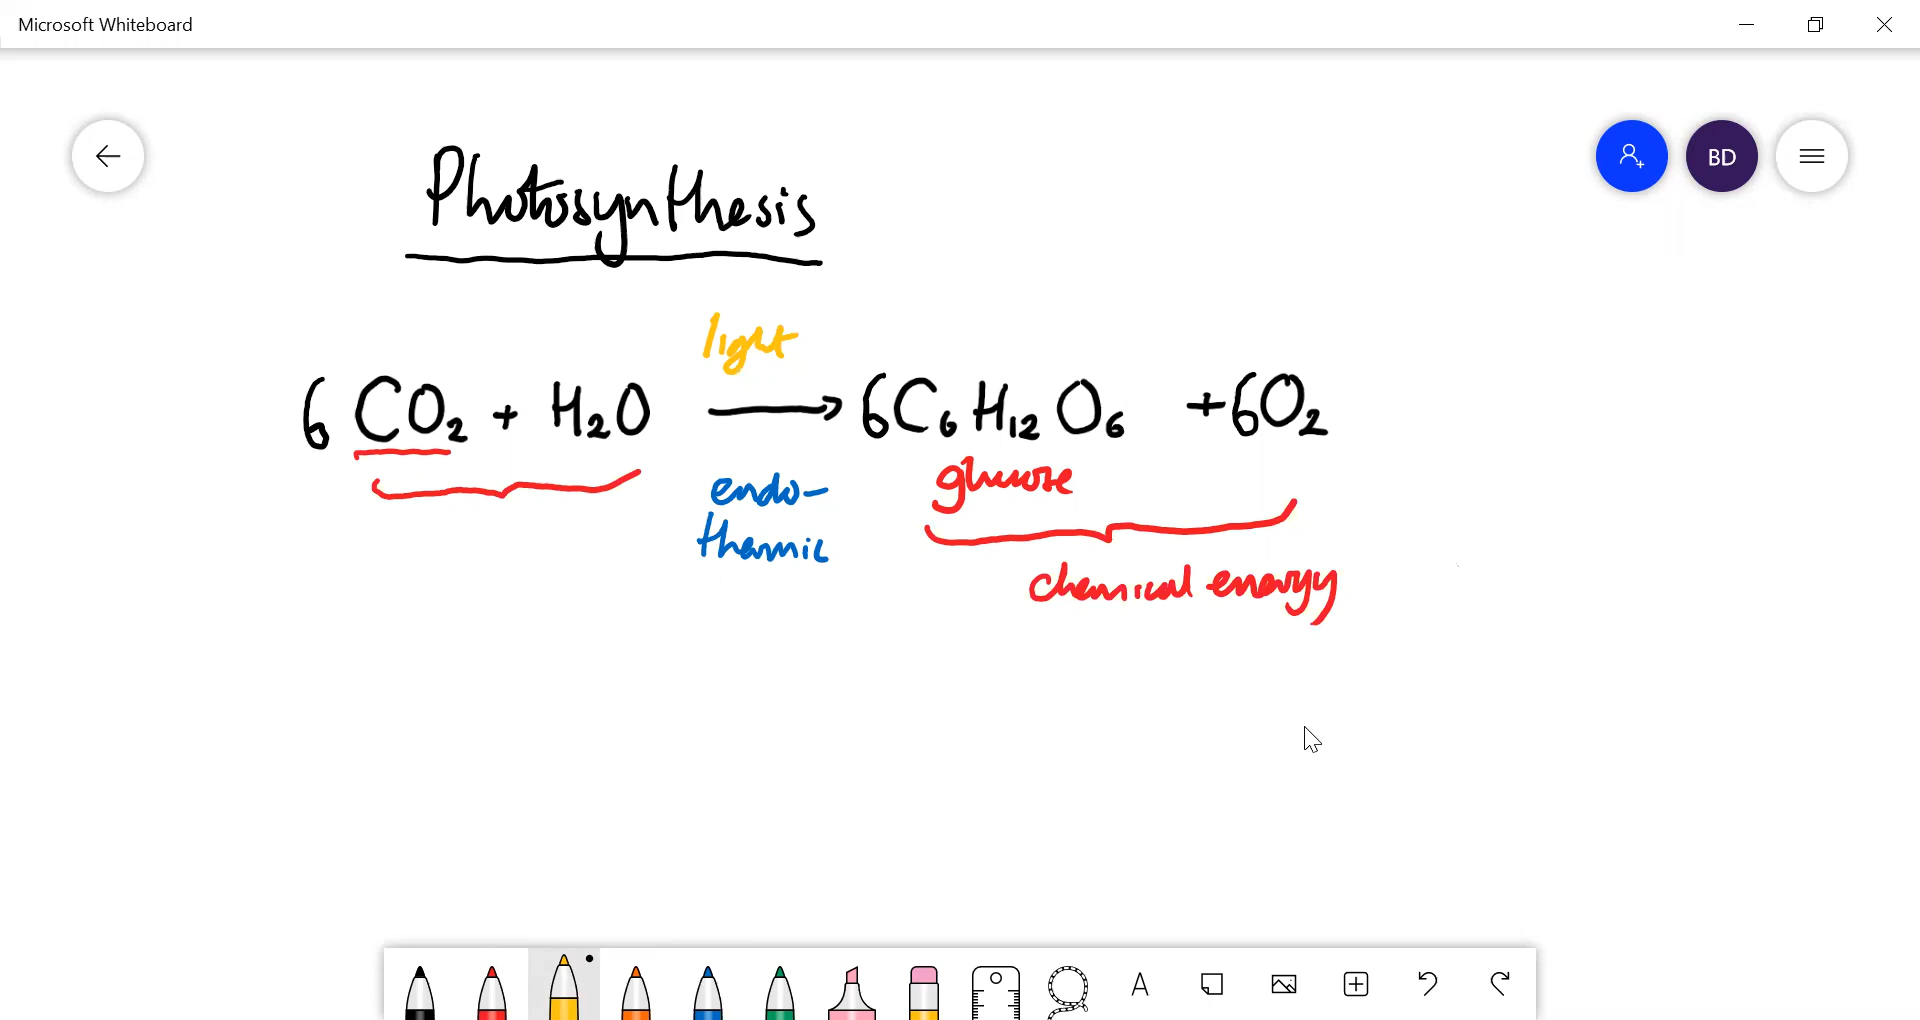 Microsoft Whiteboard
BD
Photosynthesis
light
6 CO₂ + H₂O → 6C₆H₁₂O₆ + 6O₂
endo-
thermic
glucose
chemical energy
A